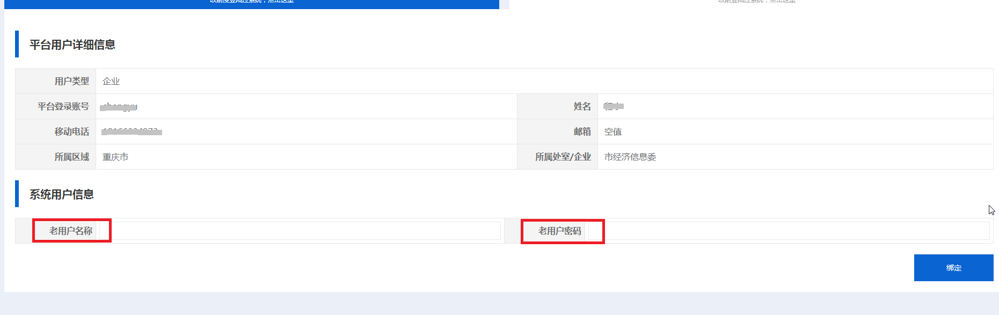 平台用户详细信息
用户类型 企业
平台登录账号 姓名
移动电话 邮箱 空值
所属区域 重庆市 所属处室/企业 市经济信息委
系统用户信息
老用户名称 老用户密码
绑定